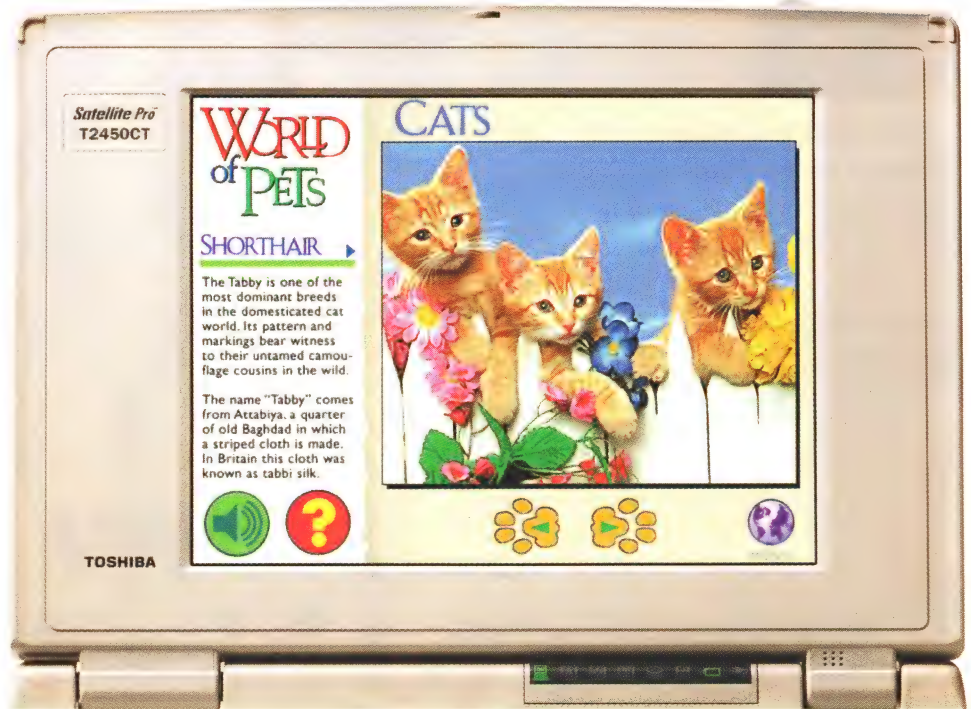 Satellite Pro™
T2450CT
WORLD
of PETS
SHORTHAIR
The Tabby is one of the
most dominant breeds
in the domesticated cat
world. Its pattern and
markings bear witness
to their untamed camou-
flage cousins in the wild.
The name "Tabby" comes
from Attabiya. a quarter
of old Baghdad in which
a striped cloth is made.
In Britain this cloth was
known as tabbi silk.
?
CATS
TOSHIBA